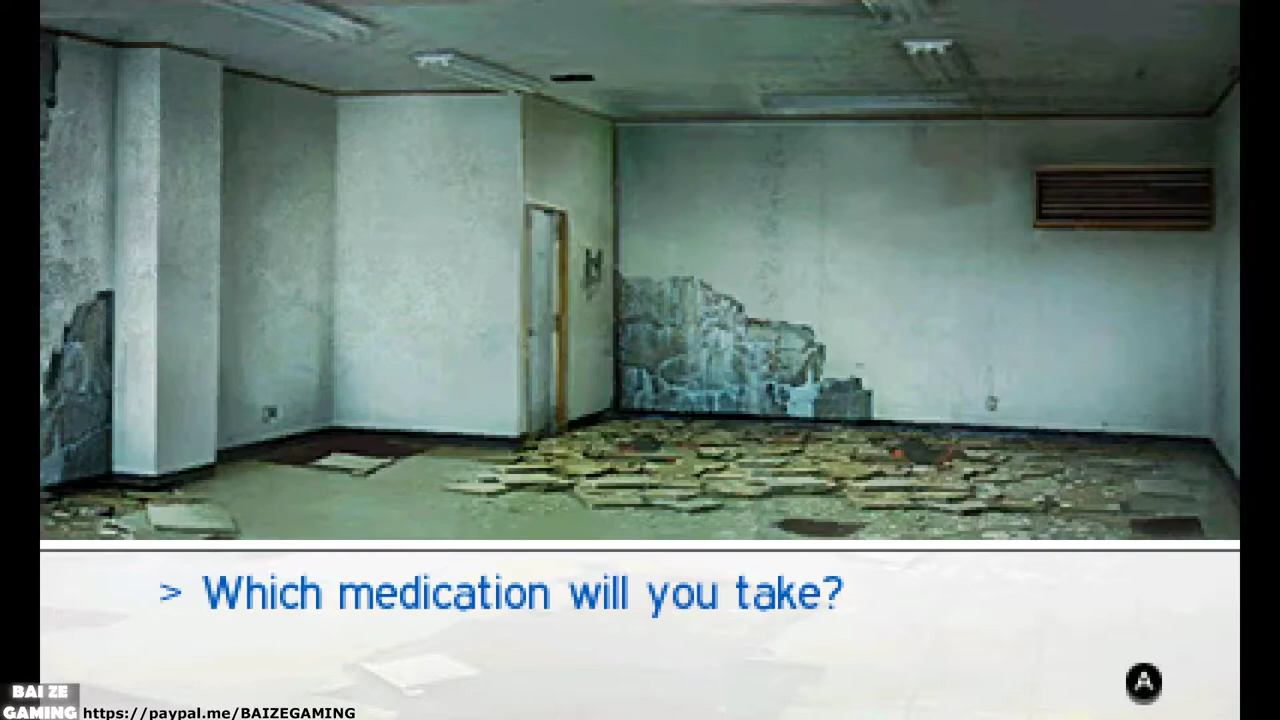 > Which medication will you take?
A
BAI ZE
GAMING https://paypal.me/BAIZEGAMING